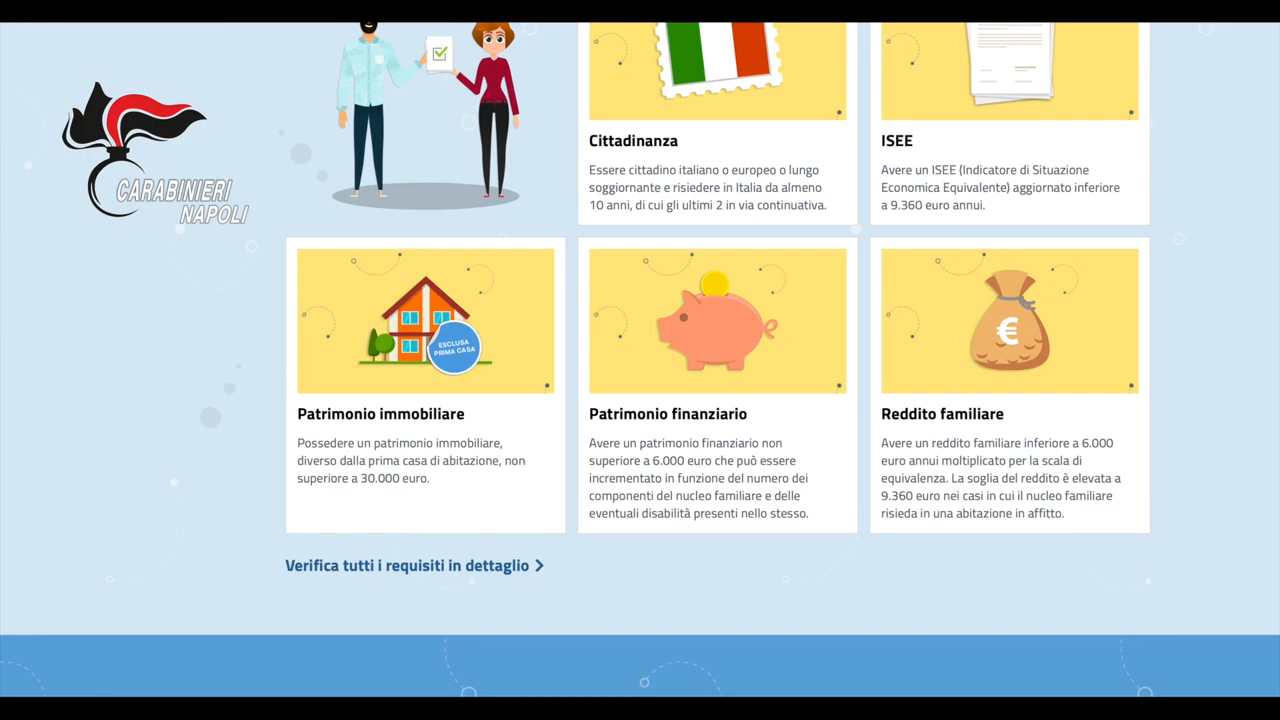 CARABINIERI
NAPOLI
Cittadinanza
Essere cittadino italiano o europeo o lungo
soggiornante e risiedere in Italia da almeno
10 anni, di cui gli ultimi 2 in via continuativa.
ISEE
Avere un ISEE (Indicatore di Situazione
Economica Equivalente) aggiornato inferiore
a 9.360 euro annui.
ESCLUSA
PRIMA CASA
Patrimonio immobiliare
Possedere un patrimonio immobiliare,
diverso dalla prima casa di abitazione, non
superiore a 30.000 euro.
Patrimonio finanziario
Avere un patrimonio finanziario non
superiore a 6.000 euro che può essere
incrementato in funzione del numero dei
componenti del nucleo familiare e delle
eventuali disabilità presenti nello stesso.
€
Reddito familiare
Avere un reddito familiare inferiore a 6.000
euro annui moltiplicato per la scala di
equivalenza. La soglia del reddito è elevata a
9.360 euro nei casi in cui il nucleo familiare
risieda in una abitazione in affitto.
Verifica tutti i requisiti in dettaglio